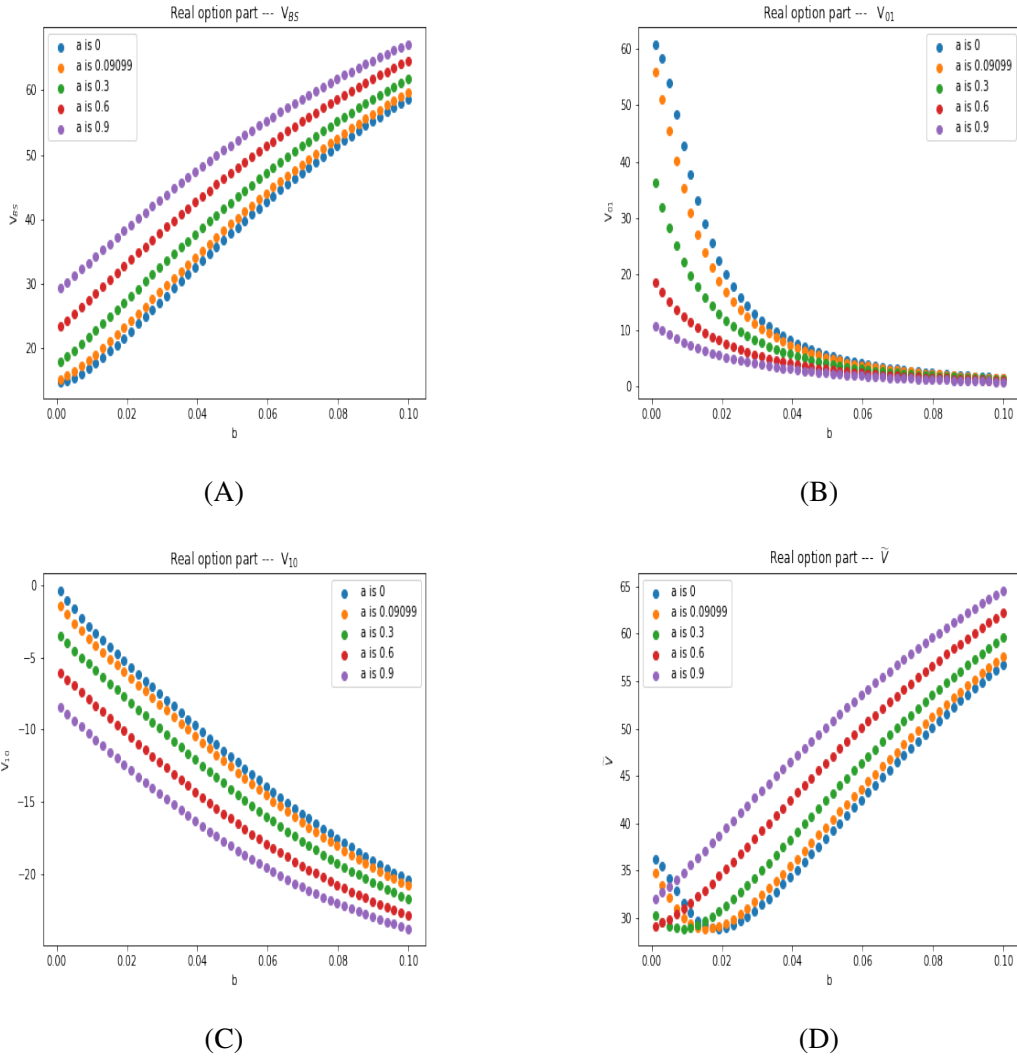 Real option part --- V_BS
a is 0
a is 0.09099
a is 0.3
a is 0.6
a is 0.9
60
50
40
30
20
V_BS
0.00 0.02 0.04 0.06 0.08 0.10
b
(A)
Real option part --- V_01
a is 0
a is 0.09099
a is 0.3
a is 0.6
a is 0.9
60
50
40
30
20
10
0
V_01
0.00 0.02 0.04 0.06 0.08 0.10
b
(B)
Real option part --- V_10
a is 0
a is 0.09099
a is 0.3
a is 0.6
a is 0.9
0
−5
−10
−15
−20
V_10
0.00 0.02 0.04 0.06 0.08 0.10
b
(C)
Real option part --- Ṽ
a is 0
a is 0.09099
a is 0.3
a is 0.6
a is 0.9
65
60
55
50
45
40
35
30
Ṽ
0.00 0.02 0.04 0.06 0.08 0.10
b
(D)